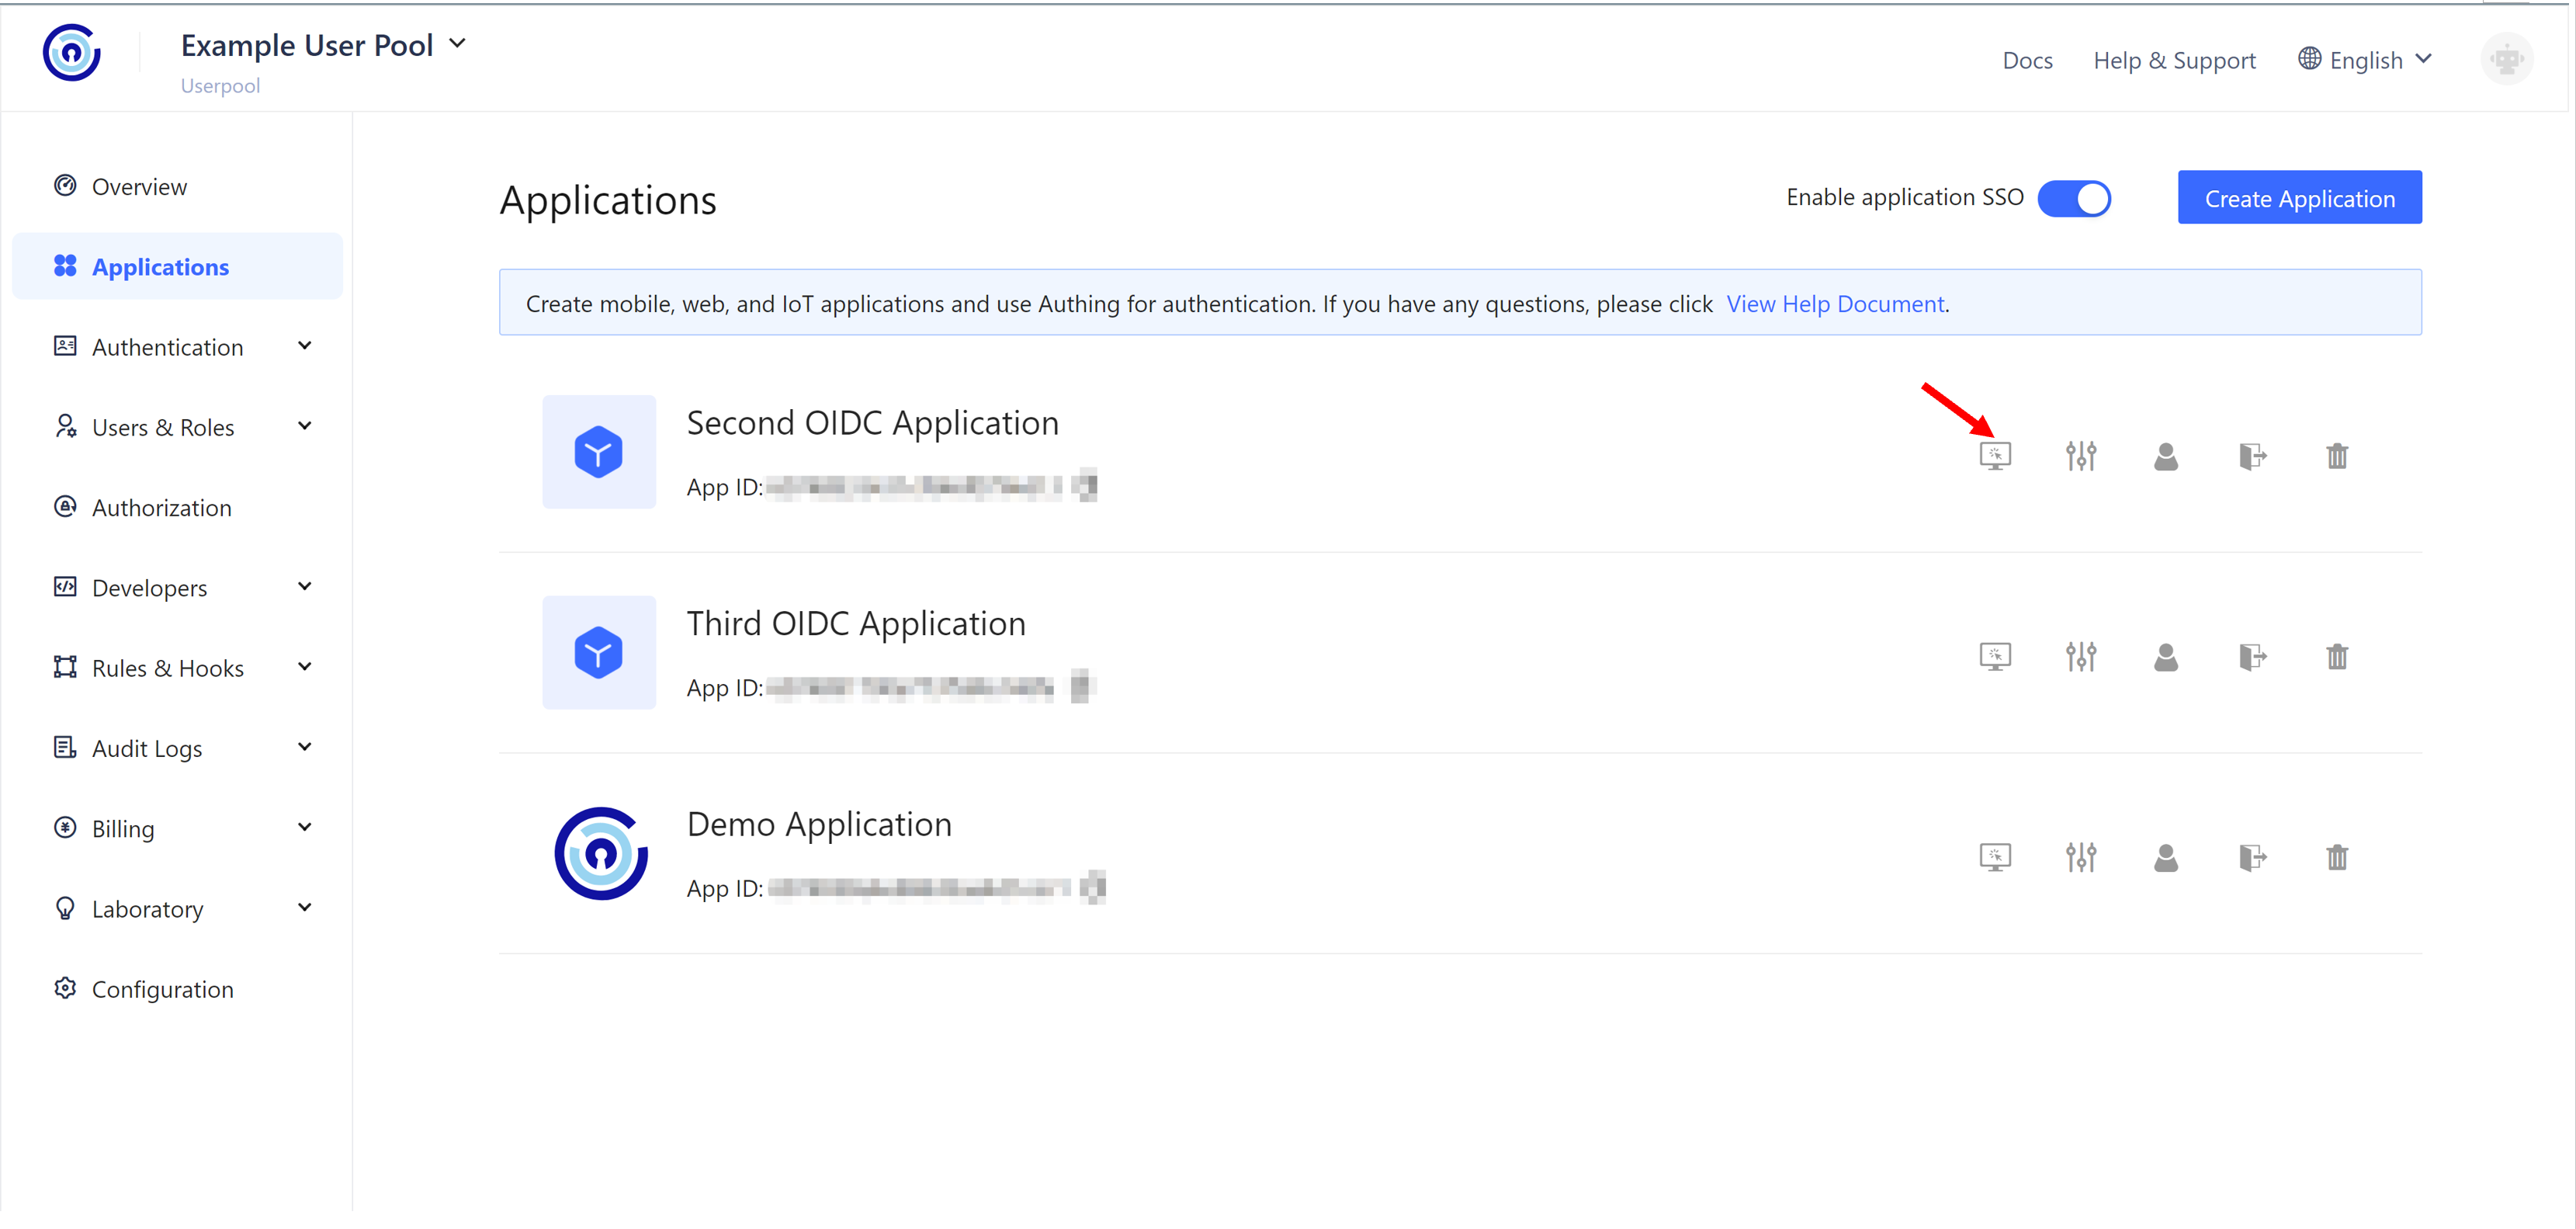 Example User Pool
Userpool
Docs
Help & Support
English
Overview
Applications
Authentication
Users & Roles
Authorization
Developers
Rules & Hooks
Audit Logs
Billing
Laboratory
Configuration
Applications
Enable application SSO
Create Application
Create mobile, web, and IoT applications and use Authing for authentication. If you have any questions, please click View Help Document.
Second OIDC Application
App ID:
Third OIDC Application
App ID:
Demo Application
App ID: